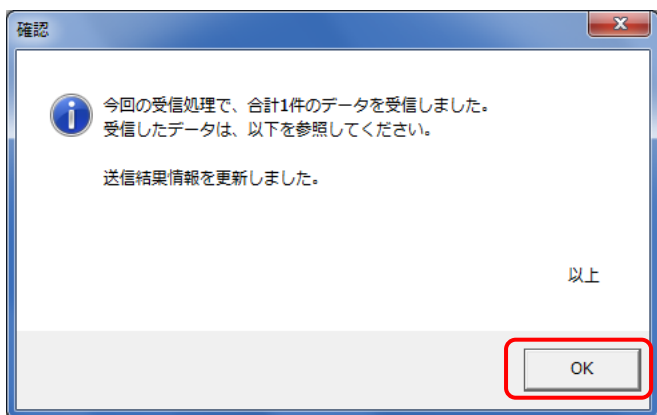 確認
今回の受信処理で、合計1件のデータを受信しました。
受信したデータは、以下を参照してください。
送信結果情報を更新しました。
以上
OK